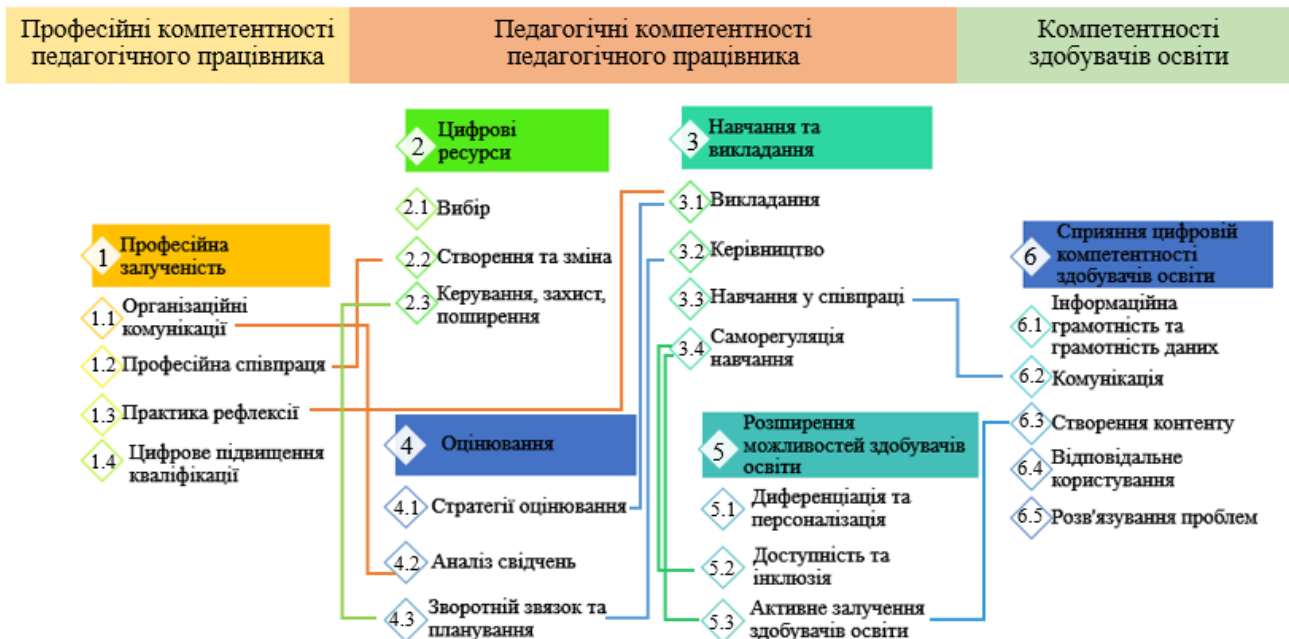 Професійні компетентності
педагогічного працівника
Педагогічні компетентності
педагогічного працівника
Компетентності
здобувачів освіти
1
Професійна
залученість
1.1
Організаційні
комунікації
1.2
Професійна співпраця
1.3
Практика рефлексії
1.4
Цифрове підвищення
кваліфікації
2
Цифрові
ресурси
2.1
Вибір
2.2
Створення та зміна
2.3
Керування, захист,
поширення
3
Навчання та
викладання
3.1
Викладання
3.2
Керівництво
3.3
Навчання у співпраці
3.4
Саморегуляція
навчання
4
Оцінювання
4.1
Стратегії оцінювання
4.2
Аналіз свідчень
4.3
Зворотній звязок та
планування
5
Розширення
можливостей здобувачів
освіти
5.1
Диференціація та
персоналізація
5.2
Доступність та
інклюзія
5.3
Активне залучення
здобувачів освіти
6
Сприяння цифровій
компетентності
здобувачів освіти
6.1
Інформаційна
грамотність та
грамотність даних
6.2
Комунікація
6.3
Створення контенту
6.4
Відповідальне
користування
6.5
Розв'язування проблем